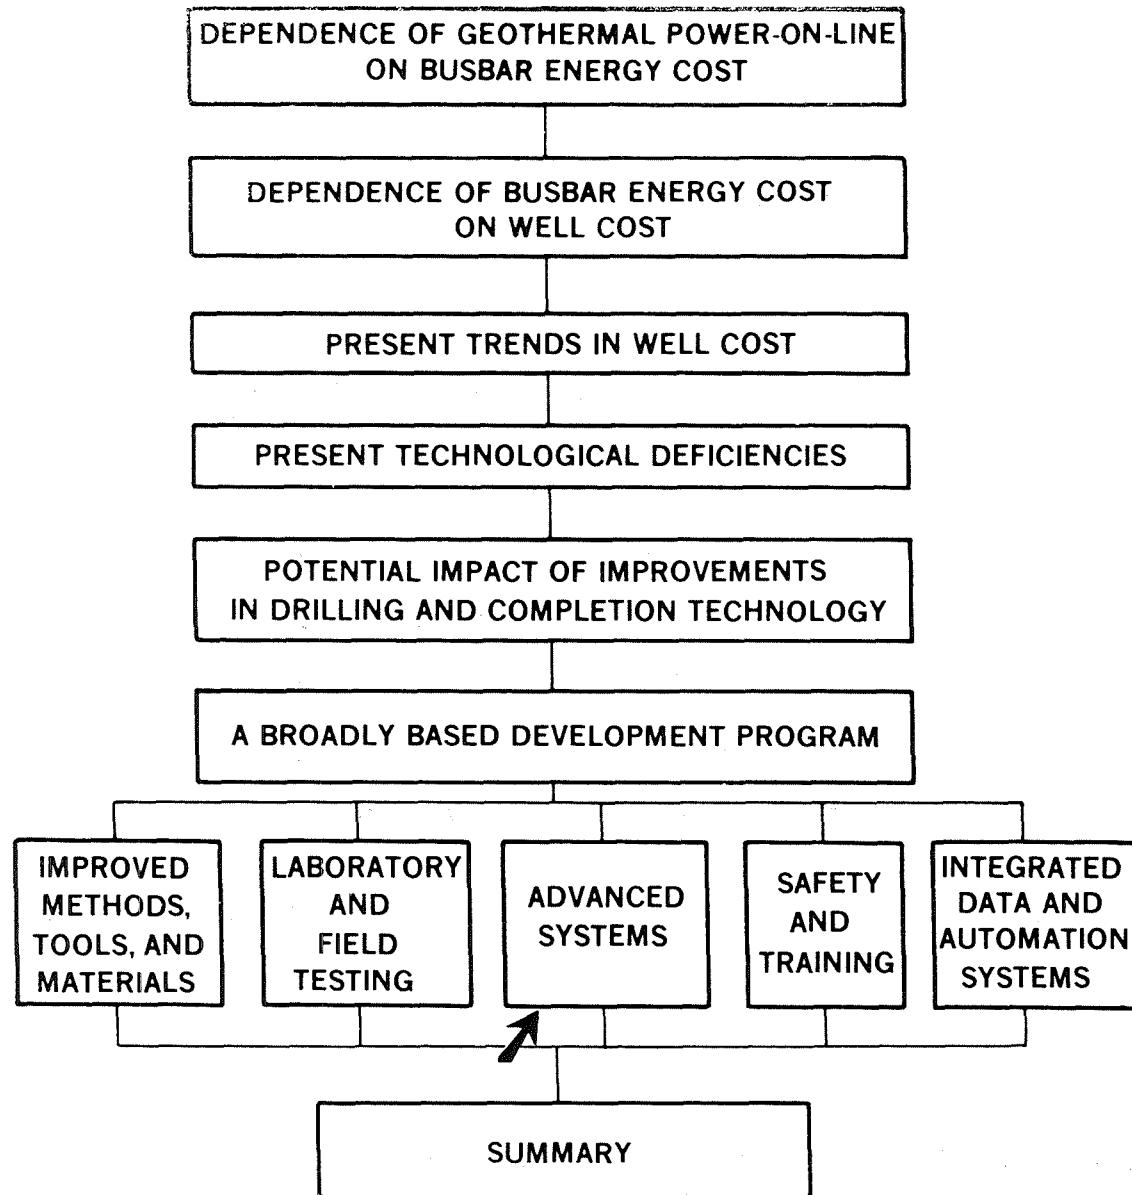 DEPENDENCE OF GEOTHERMAL POWER-ON-LINE
ON BUSBAR ENERGY COST
DEPENDENCE OF BUSBAR ENERGY COST
ON WELL COST
PRESENT TRENDS IN WELL COST
PRESENT TECHNOLOGICAL DEFICIENCIES
POTENTIAL IMPACT OF IMPROVEMENTS
IN DRILLING AND COMPLETION TECHNOLOGY
A BROADLY BASED DEVELOPMENT PROGRAM
IMPROVED
METHODS,
TOOLS, AND
MATERIALS
LABORATORY
AND
FIELD
TESTING
ADVANCED
SYSTEMS
SAFETY
AND
TRAINING
INTEGRATED
DATA AND
AUTOMATION
SYSTEMS
SUMMARY